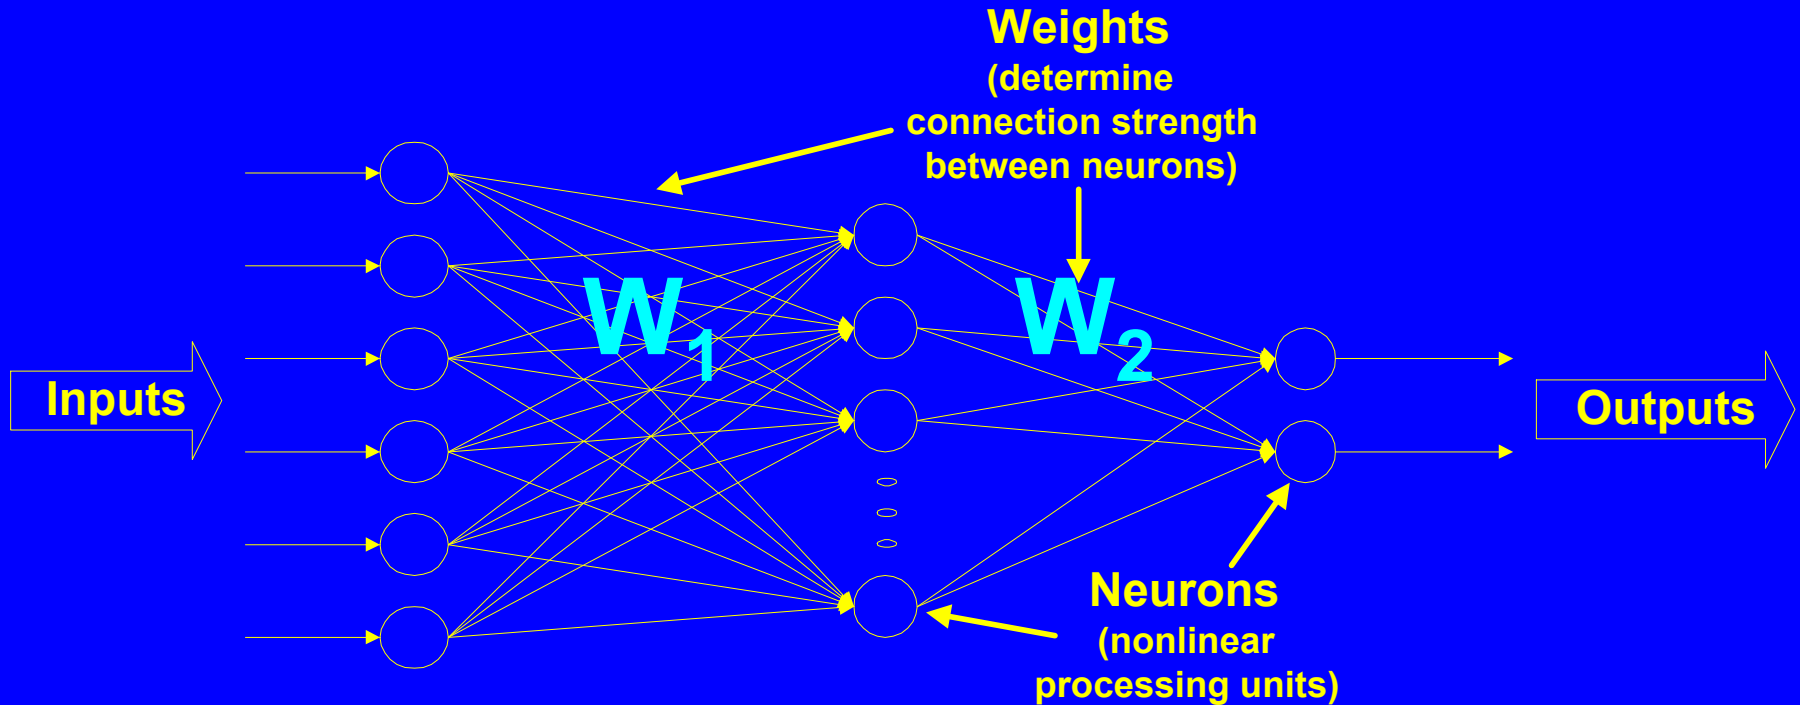 Weights
(determine
connection strength
between neurons)
W1
W2
Inputs
Outputs
Neurons
(nonlinear
processing units)